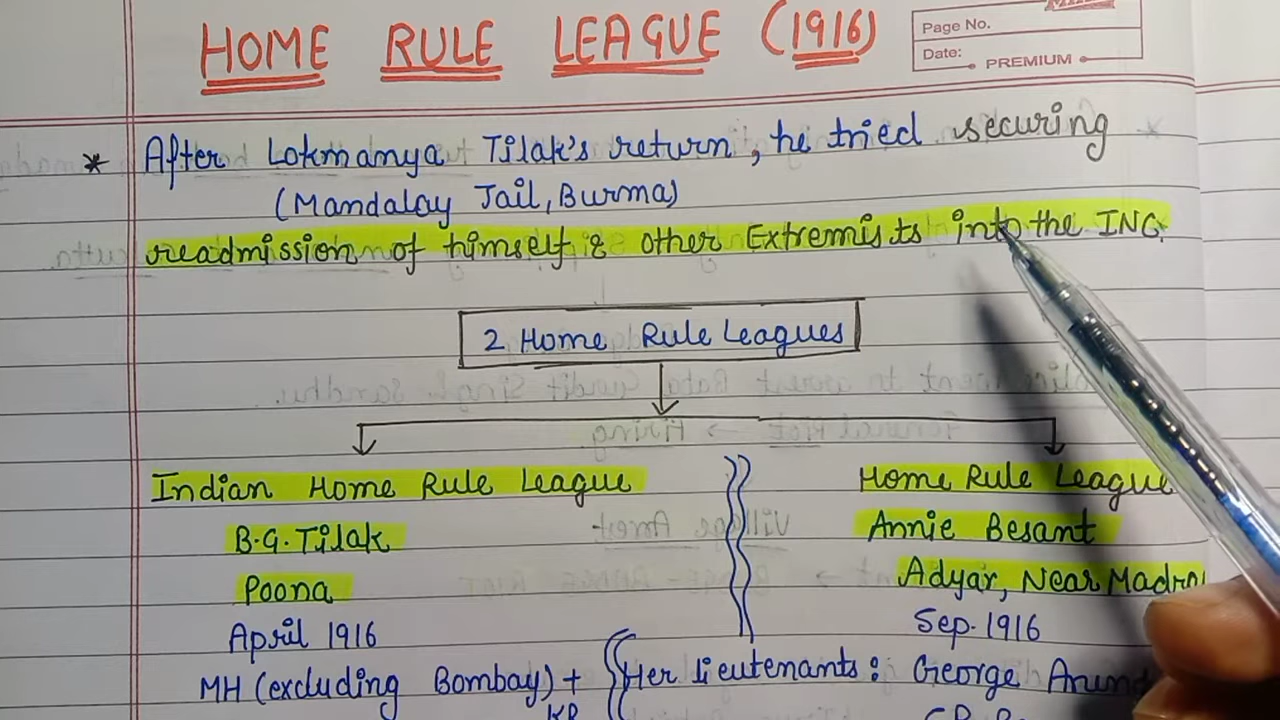 HOME RULE LEAGUE (1916)
Page No.
Date:
PREMIUM
* After Lokmanya Tilak's return, he tried securing
(Mandalay Jail, Burma)
readmission of himself & other Extremists into the INC.
2 Home Rule Leagues
Indian Home Rule League
Home Rule League
B.G. Tilak
Annie Besant
Poona
Adyar, Near
April 1916
Sep. 1916
MH (excluding Bombay) +
Her lieutenants: George